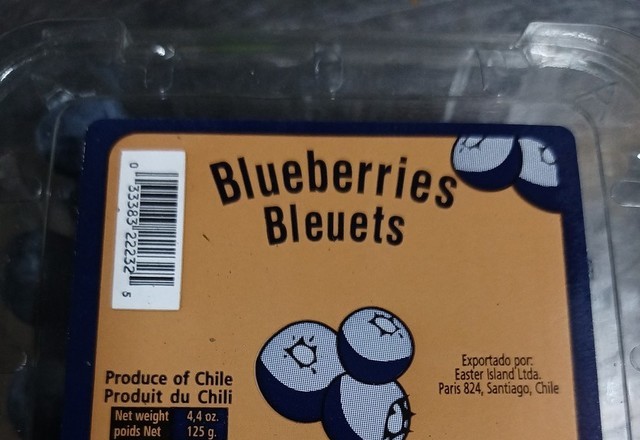 Blueberries
Bleuets
0 33383 22232 5
Produce of Chile
Produit du Chili
Net weight 4,4 oz.
poids Net 125 g.
Exportado por:
Easter Island Ltda.
Paris 824, Santiago, Chile